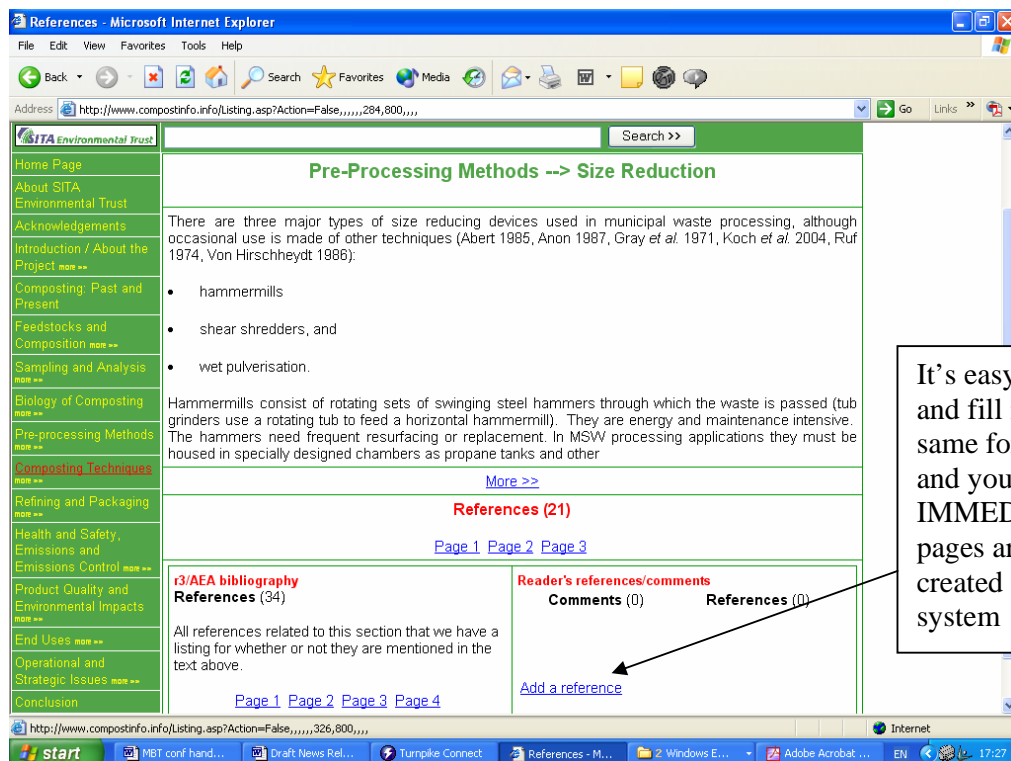 References - Microsoft Internet Explorer
File Edit View Favorites Tools Help
Back Search Favorites Media
Address http://www.compostinfo.info/Listing.asp?Action=False,,,,,,284,800,,,, Go Links »
SITA Environmental Trust Search >>
Home Page
About SITA
Environmental Trust
Acknowledgements
Introduction / About the
Project more »»
Composting: Past and
Present
Feedstocks and
Composition more »»
Sampling and Analysis
more »»
Biology of Composting
more »»
Pre-processing Methods
more »»
Composting Techniques
more »»
Refining and Packaging
more »»
Health and Safety,
Emissions and
Emissions Control more »»
Product Quality and
Environmental Impacts
more »»
End Uses more »»
Operational and
Strategic Issues more »»
Conclusion
Pre-Processing Methods --> Size Reduction
There are three major types of size reducing devices used in municipal waste processing, although
occasional use is made of other techniques (Abert 1985, Anon 1987, Gray et al. 1971, Koch et al. 2004, Ruf
1974, Von Hirschheydt 1986):
• hammermills
• shear shredders, and
• wet pulverisation.
Hammermills consist of rotating sets of swinging steel hammers through which the waste is passed (tub
grinders use a rotating tub to feed a horizontal hammermill). They are energy and maintenance intensive.
The hammers need frequent resurfacing or replacement. In MSW processing applications they must be
housed in specially designed chambers as propane tanks and other
More >>
References (21)
Page 1 Page 2 Page 3
r3/AEA bibliography
References (34)
All references related to this section that we have a
listing for whether or not they are mentioned in the
text above.
Page 1 Page 2 Page 3 Page 4
Reader's references/comments
Comments (0) References (0)
Add a reference
It's easy
and fill
same fo
and you
IMMED
pages a
created
system
http://www.compostinfo.info/Listing.asp?Action=False,,,,,,326,800,,,, Internet
start MBT conf hand... Draft News Rel... Turnpike Connect References - M... 2 Windows E... Adobe Acrobat ... EN 17:27